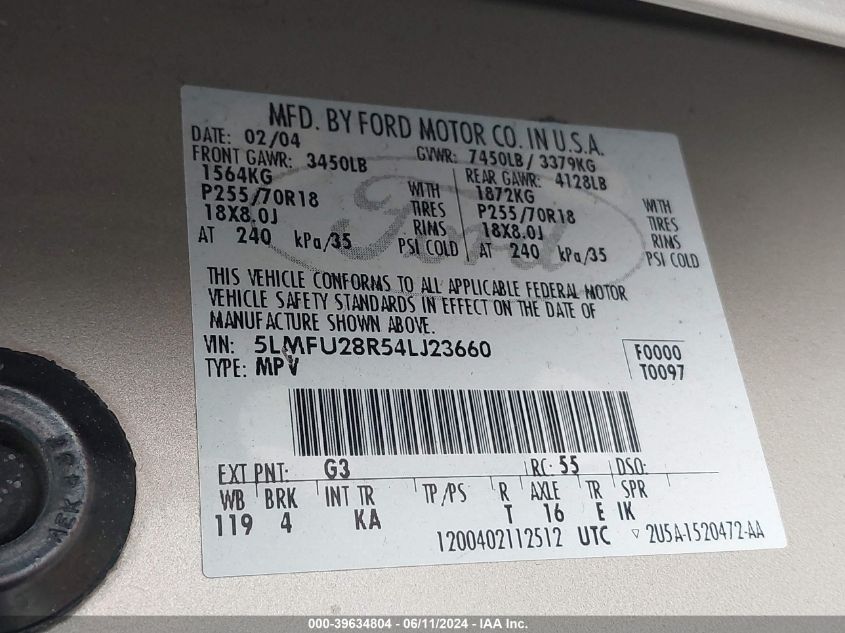 MFD. BY FORD MOTOR CO. IN U.S.A.
DATE: 02/04 GVWR: 7450LB / 3379KG
FRONT GAWR: 3450LB REAR GAWR: 4128LB
1564KG WITH 1872KG WITH
P255/70R18 TIRES P255/70R18 TIRES
18X8.0J RIMS 18X8.0J RIMS
AT 240 kPa/35 PSI COLD AT 240 kPa/35 PSI COLD
Ford
THIS VEHICLE CONFORMS TO ALL APPLICABLE FEDERAL MOTOR
VEHICLE SAFETY STANDARDS IN EFFECT ON THE DATE OF
MANUFACTURE SHOWN ABOVE.
VIN: 5LMFU28R54LJ23660 F0000
TYPE: MPV T0097
EXT PNT: G3 RC: 55 DSO:
WB BRK INT TR TP/PS R AXLE TR SPR
119 4 KA T 16 E IK
1200402112512 UTC ▽ 2U5A-1520472-AA
000-39634804 - 06/11/2024 - IAA Inc.